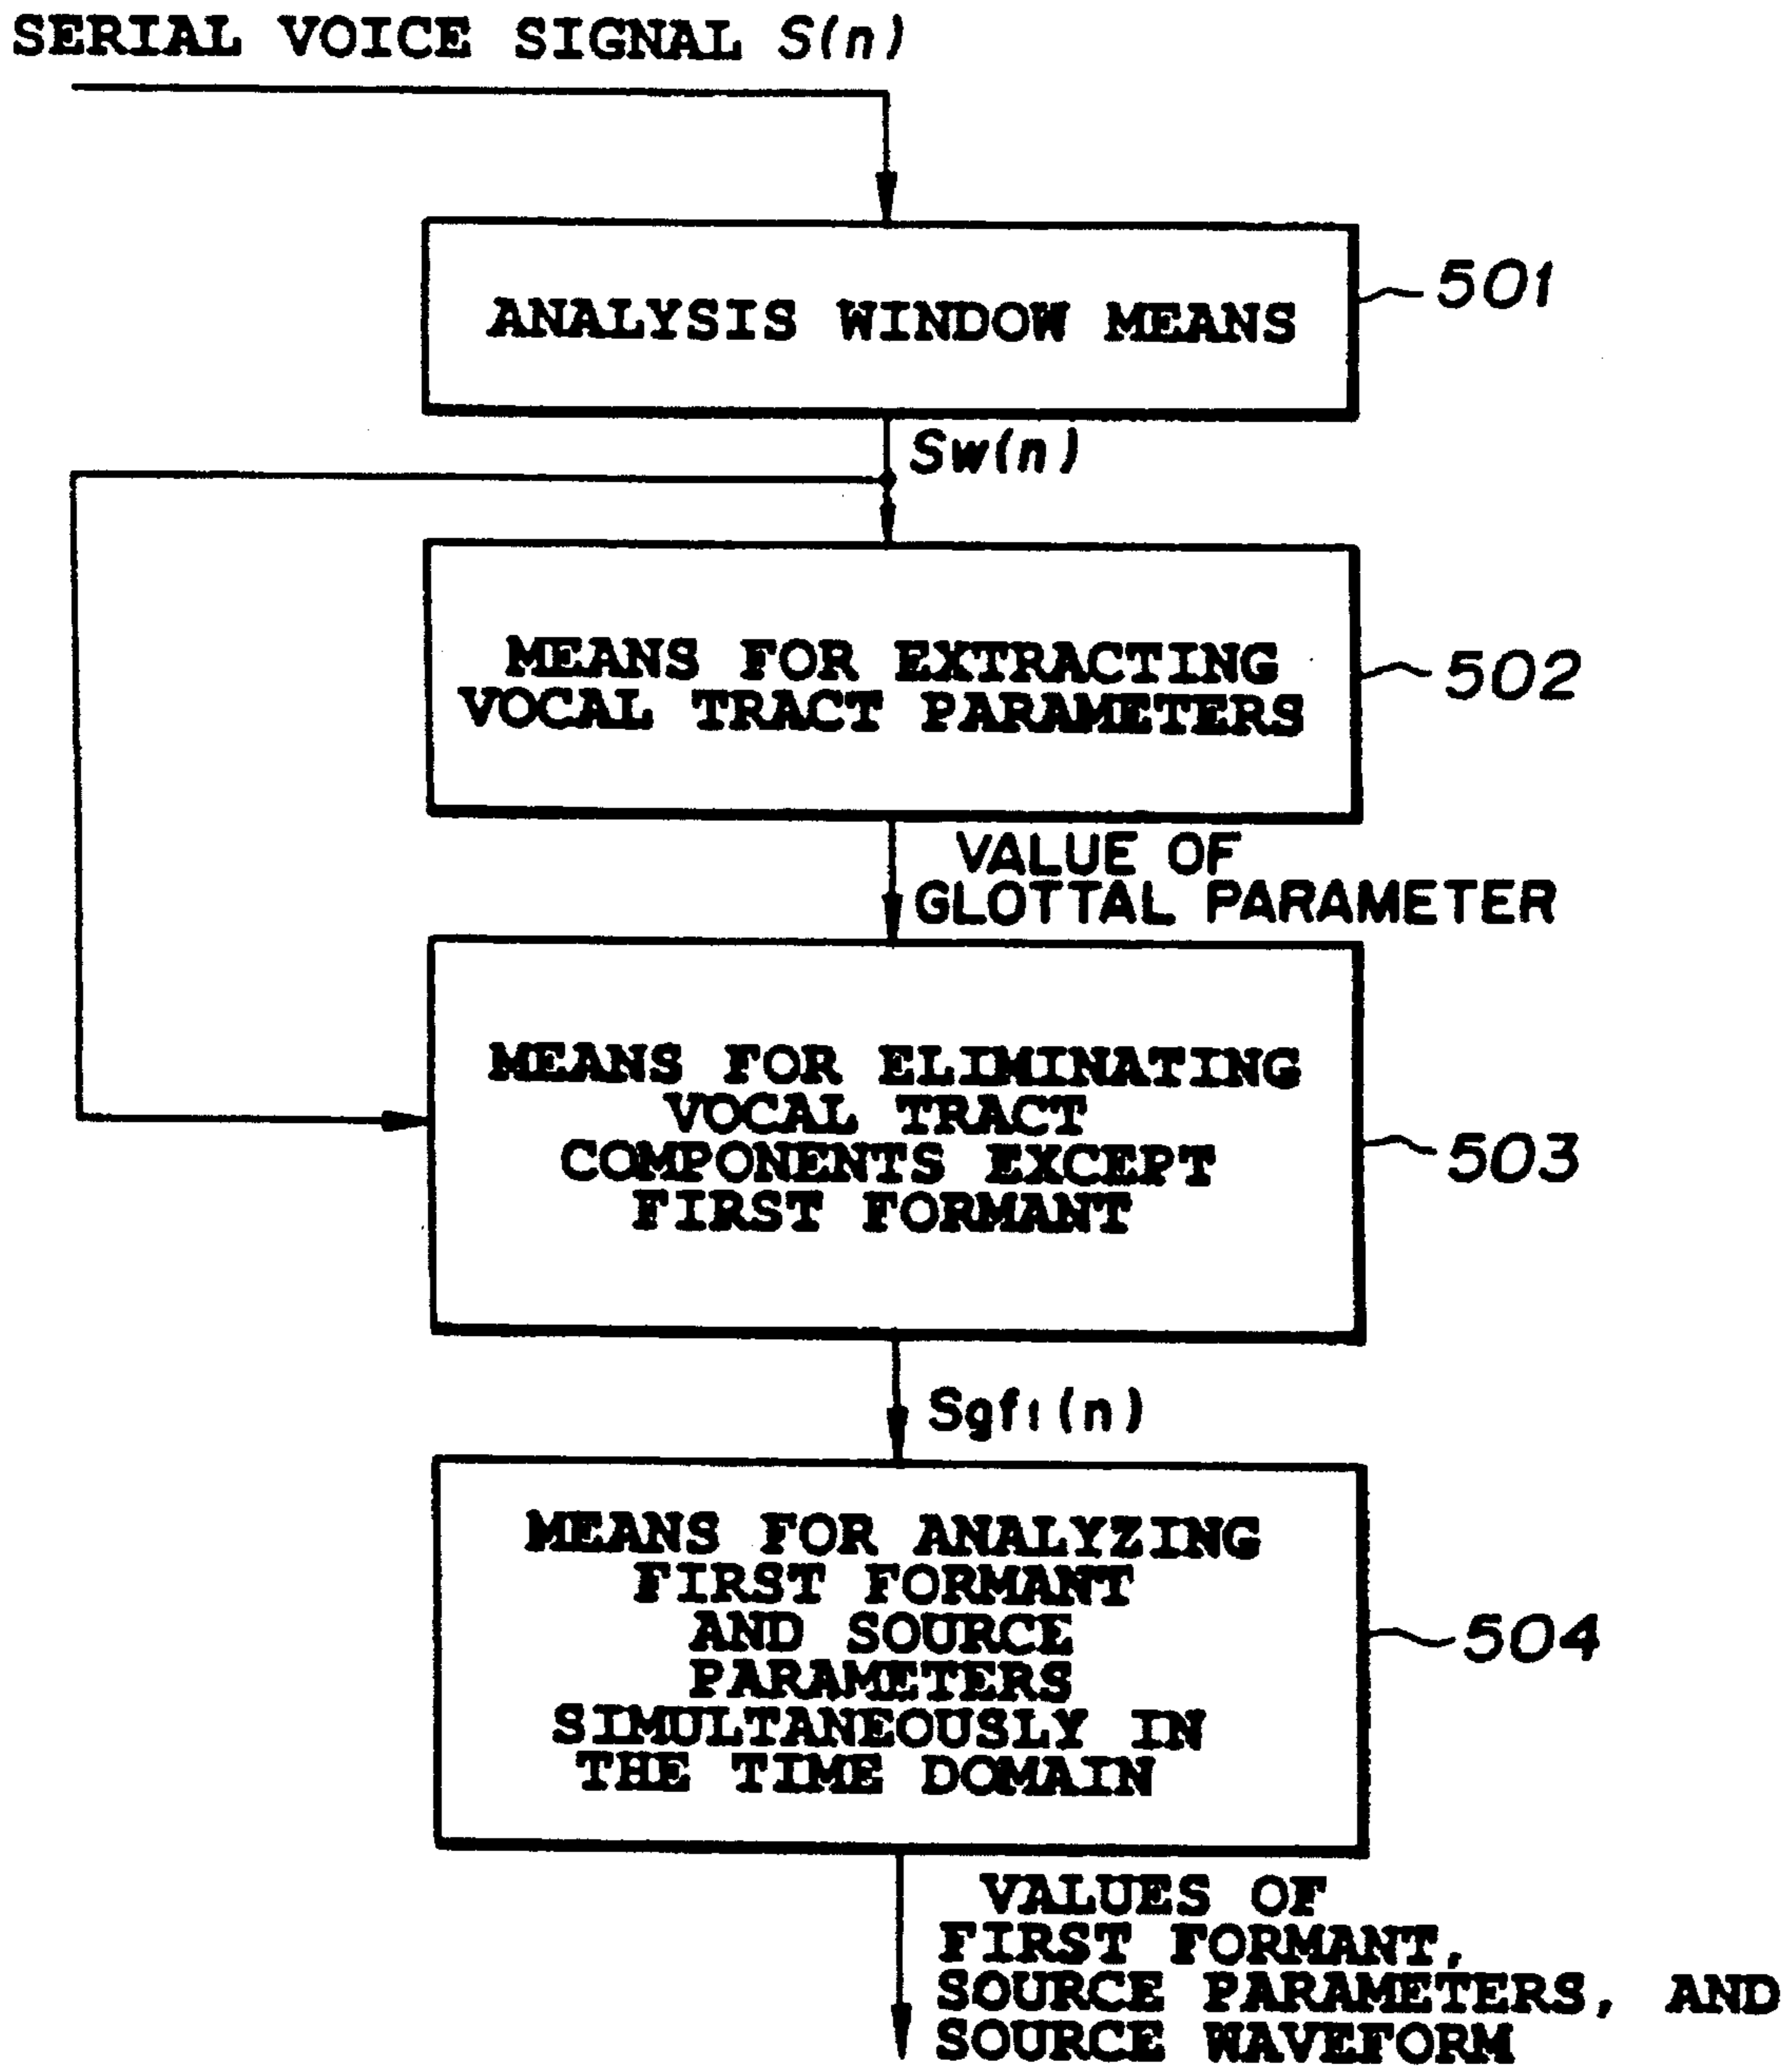 SERIAL VOICE SIGNAL S(n)
ANALYSIS WINDOW MEANS
501
Sw(n)
MEANS FOR EXTRACTING
VOCAL TRACT PARAMETERS
502
VALUE OF
GLOTTAL PARAMETER
MEANS FOR ELIMINATING
VOCAL TRACT
COMPONENTS EXCEPT
FIRST FORMANT
503
Sgf1(n)
MEANS FOR ANALYZING
FIRST FORMANT
AND SOURCE
PARAMETERS
SIMULTANEOUSLY IN
THE TIME DOMAIN
504
VALUES OF
FIRST FORMANT,
SOURCE PARAMETERS, AND
SOURCE WAVEFORM